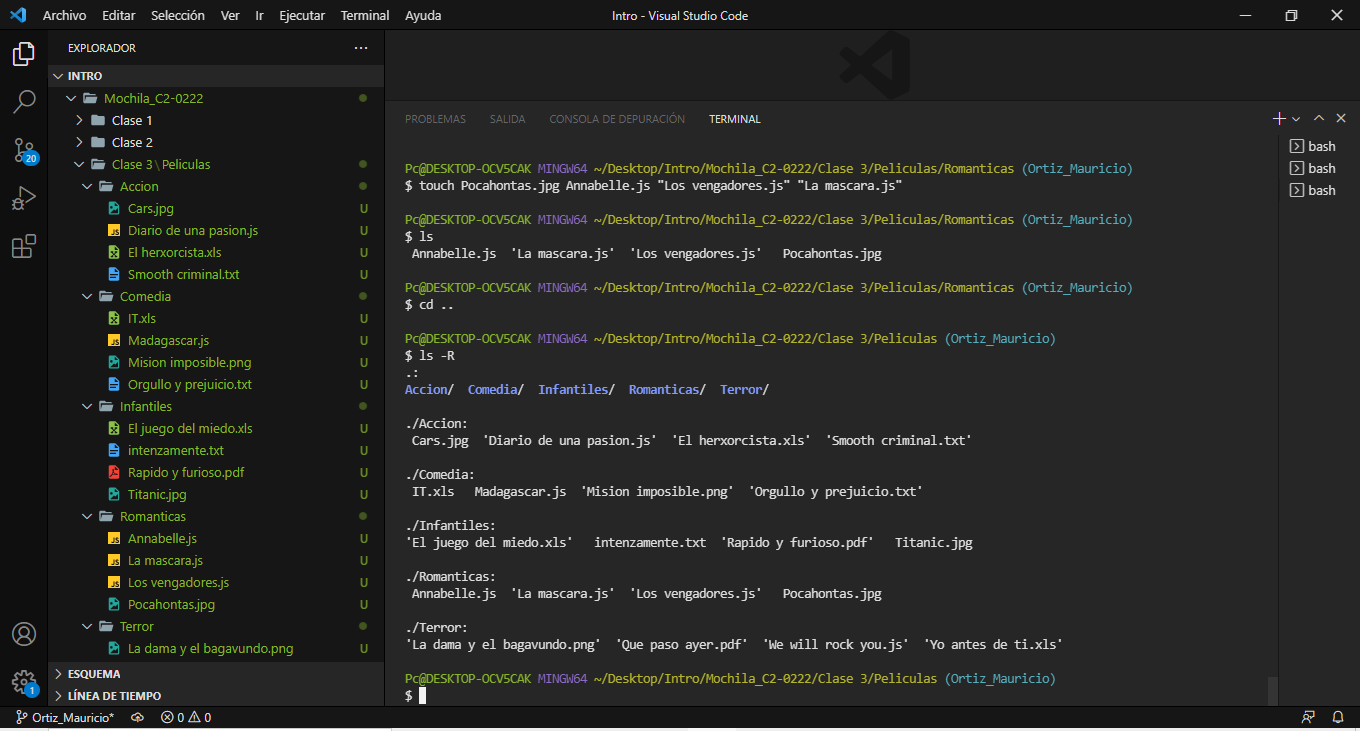 Archivo Editar Selección Ver Ir Ejecutar Terminal Ayuda
Intro - Visual Studio Code
EXPLORADOR
INTRO
Mochila_C2-0222
Clase 1
Clase 2
Clase 3 \ Peliculas
Accion
Cars.jpg U
Diario de una pasion.js U
El herxorcista.xls U
Smooth criminal.txt U
Comedia
IT.xls U
Madagascar.js U
Mision imposible.png U
Orgullo y prejuicio.txt U
Infantiles
El juego del miedo.xls U
intenzamente.txt U
Rapido y furioso.pdf U
Titanic.jpg U
Romanticas
Annabelle.js U
La mascara.js U
Los vengadores.js U
Pocahontas.jpg U
Terror
La dama y el bagavundo.png U
ESQUEMA
LÍNEA DE TIEMPO
20
1
PROBLEMAS SALIDA CONSOLA DE DEPURACIÓN TERMINAL
Pc@DESKTOP-OCV5CAK MINGW64 ~/Desktop/Intro/Mochila_C2-0222/Clase 3/Peliculas/Romanticas (Ortiz_Mauricio)
$ touch Pocahontas.jpg Annabelle.js "Los vengadores.js" "La mascara.js"
Pc@DESKTOP-OCV5CAK MINGW64 ~/Desktop/Intro/Mochila_C2-0222/Clase 3/Peliculas/Romanticas (Ortiz_Mauricio)
$ ls
Annabelle.js 'La mascara.js' 'Los vengadores.js' Pocahontas.jpg
Pc@DESKTOP-OCV5CAK MINGW64 ~/Desktop/Intro/Mochila_C2-0222/Clase 3/Peliculas/Romanticas (Ortiz_Mauricio)
$ cd ..
Pc@DESKTOP-OCV5CAK MINGW64 ~/Desktop/Intro/Mochila_C2-0222/Clase 3/Peliculas (Ortiz_Mauricio)
$ ls -R
.:
Accion/ Comedia/ Infantiles/ Romanticas/ Terror/
./Accion:
Cars.jpg 'Diario de una pasion.js' 'El herxorcista.xls' 'Smooth criminal.txt'
./Comedia:
IT.xls Madagascar.js 'Mision imposible.png' 'Orgullo y prejuicio.txt'
./Infantiles:
'El juego del miedo.xls' intenzamente.txt 'Rapido y furioso.pdf' Titanic.jpg
./Romanticas:
Annabelle.js 'La mascara.js' 'Los vengadores.js' Pocahontas.jpg
./Terror:
'La dama y el bagavundo.png' 'Que paso ayer.pdf' 'We will rock you.js' 'Yo antes de ti.xls'
Pc@DESKTOP-OCV5CAK MINGW64 ~/Desktop/Intro/Mochila_C2-0222/Clase 3/Peliculas (Ortiz_Mauricio)
$
bash
bash
bash
Ortiz_Mauricio* 0 0